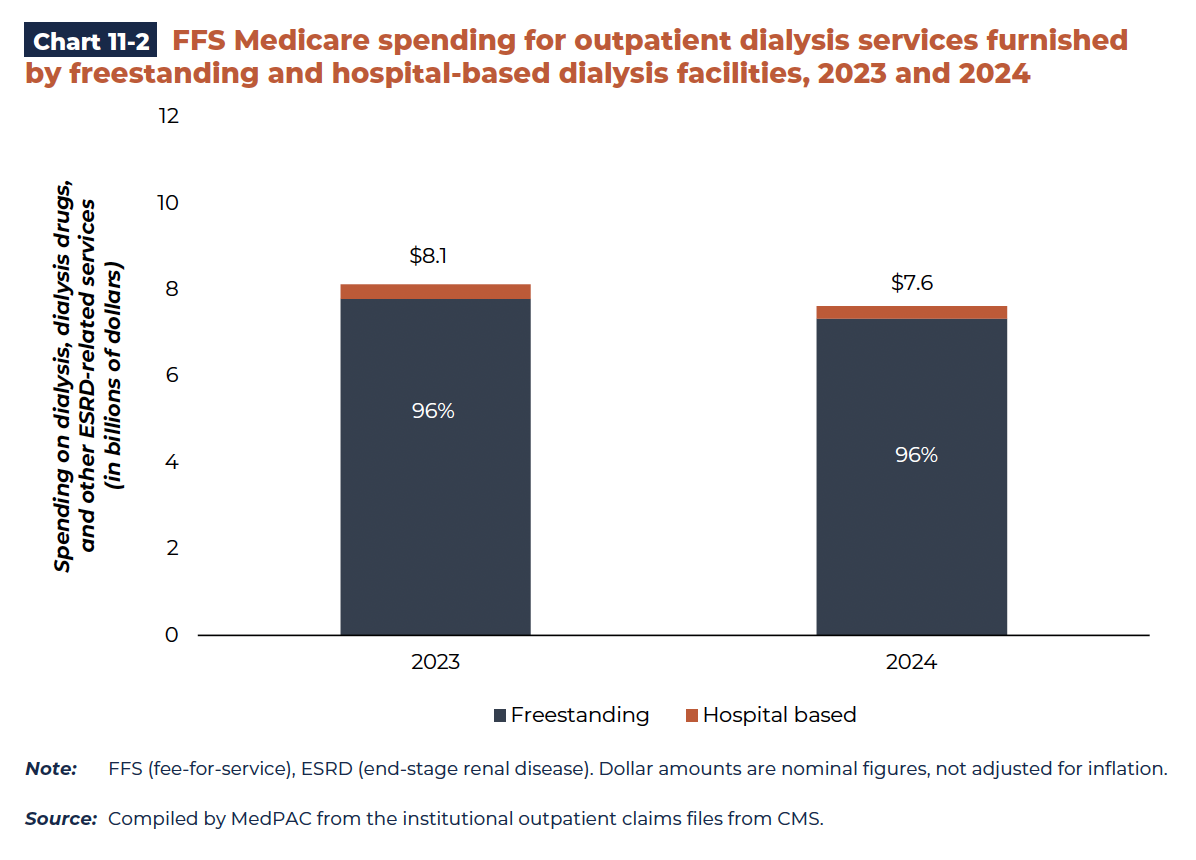 Chart 11-2 FFS Medicare spending for outpatient dialysis services furnished
by freestanding and hospital-based dialysis facilities, 2023 and 2024
Spending on dialysis, dialysis drugs,
and other ESRD-related services
(in billions of dollars)
12
10
8
6
4
2
0
$8.1
96%
$7.6
96%
2023
2024
Freestanding
Hospital based
Note: FFS (fee-for-service), ESRD (end-stage renal disease). Dollar amounts are nominal figures, not adjusted for inflation.
Source: Compiled by MedPAC from the institutional outpatient claims files from CMS.